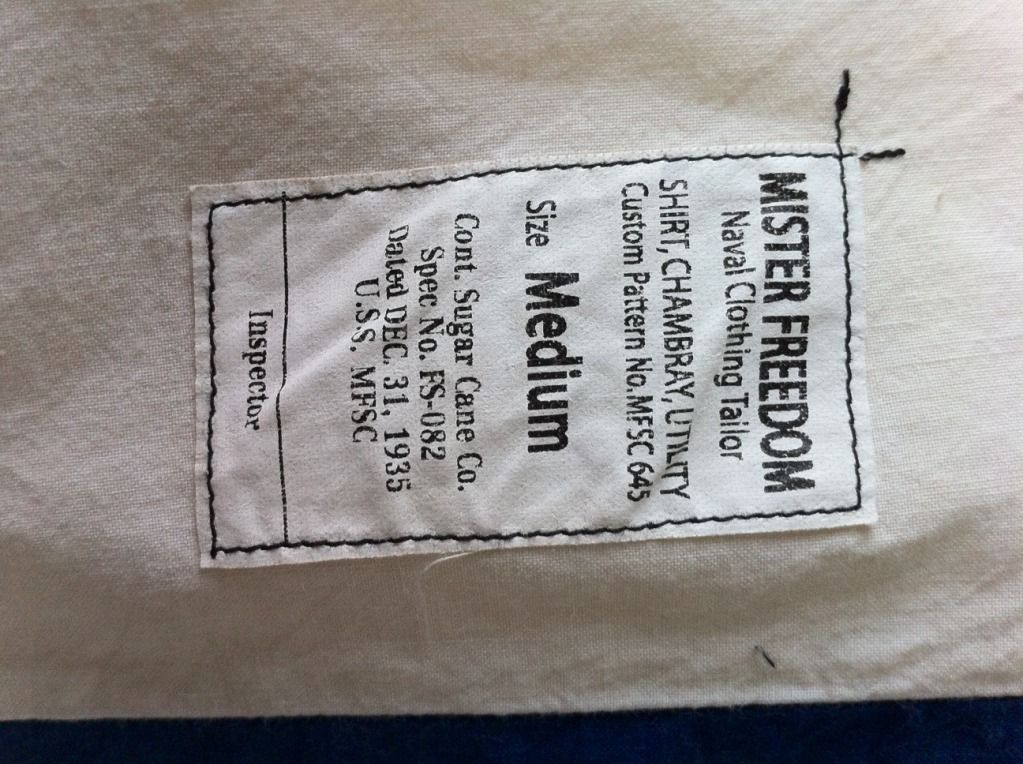 MISTER FREEDOM
Naval Clothing Tailor
SHIRT, CHAMBRAY, UTILITY
Custom Pattern No.MFSC 645
Size Medium
Cont. Sugar Cane Co.
Spec No. FS-082
Dated DEC. 31, 1935
U.S.S. MFSC
Inspector